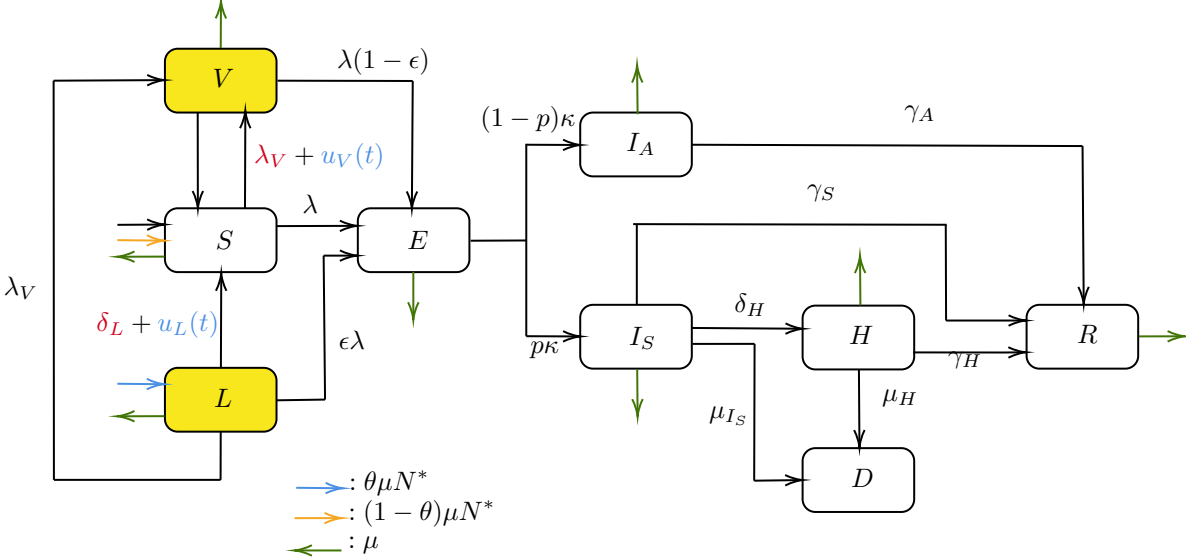 λ(1 − ϵ)
V
(1 − p)κ
γ_A
I_A
λ_V + u_V(t)
γ_S
λ
S
E
λ_V
δ_H
δ_L + u_L(t)
ϵλ
pκ
I_S
H
R
γ_H
L
μ_{I_S}
μ_H
D
: θμN*
: (1 − θ)μN*
: μ